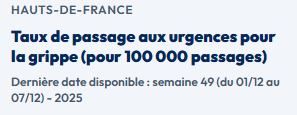 HAUTS-DE-FRANCE
Taux de passage aux urgences pour
la grippe (pour 100 000 passages)
Dernière date disponible : semaine 49 (du 01/12 au
07/12) - 2025